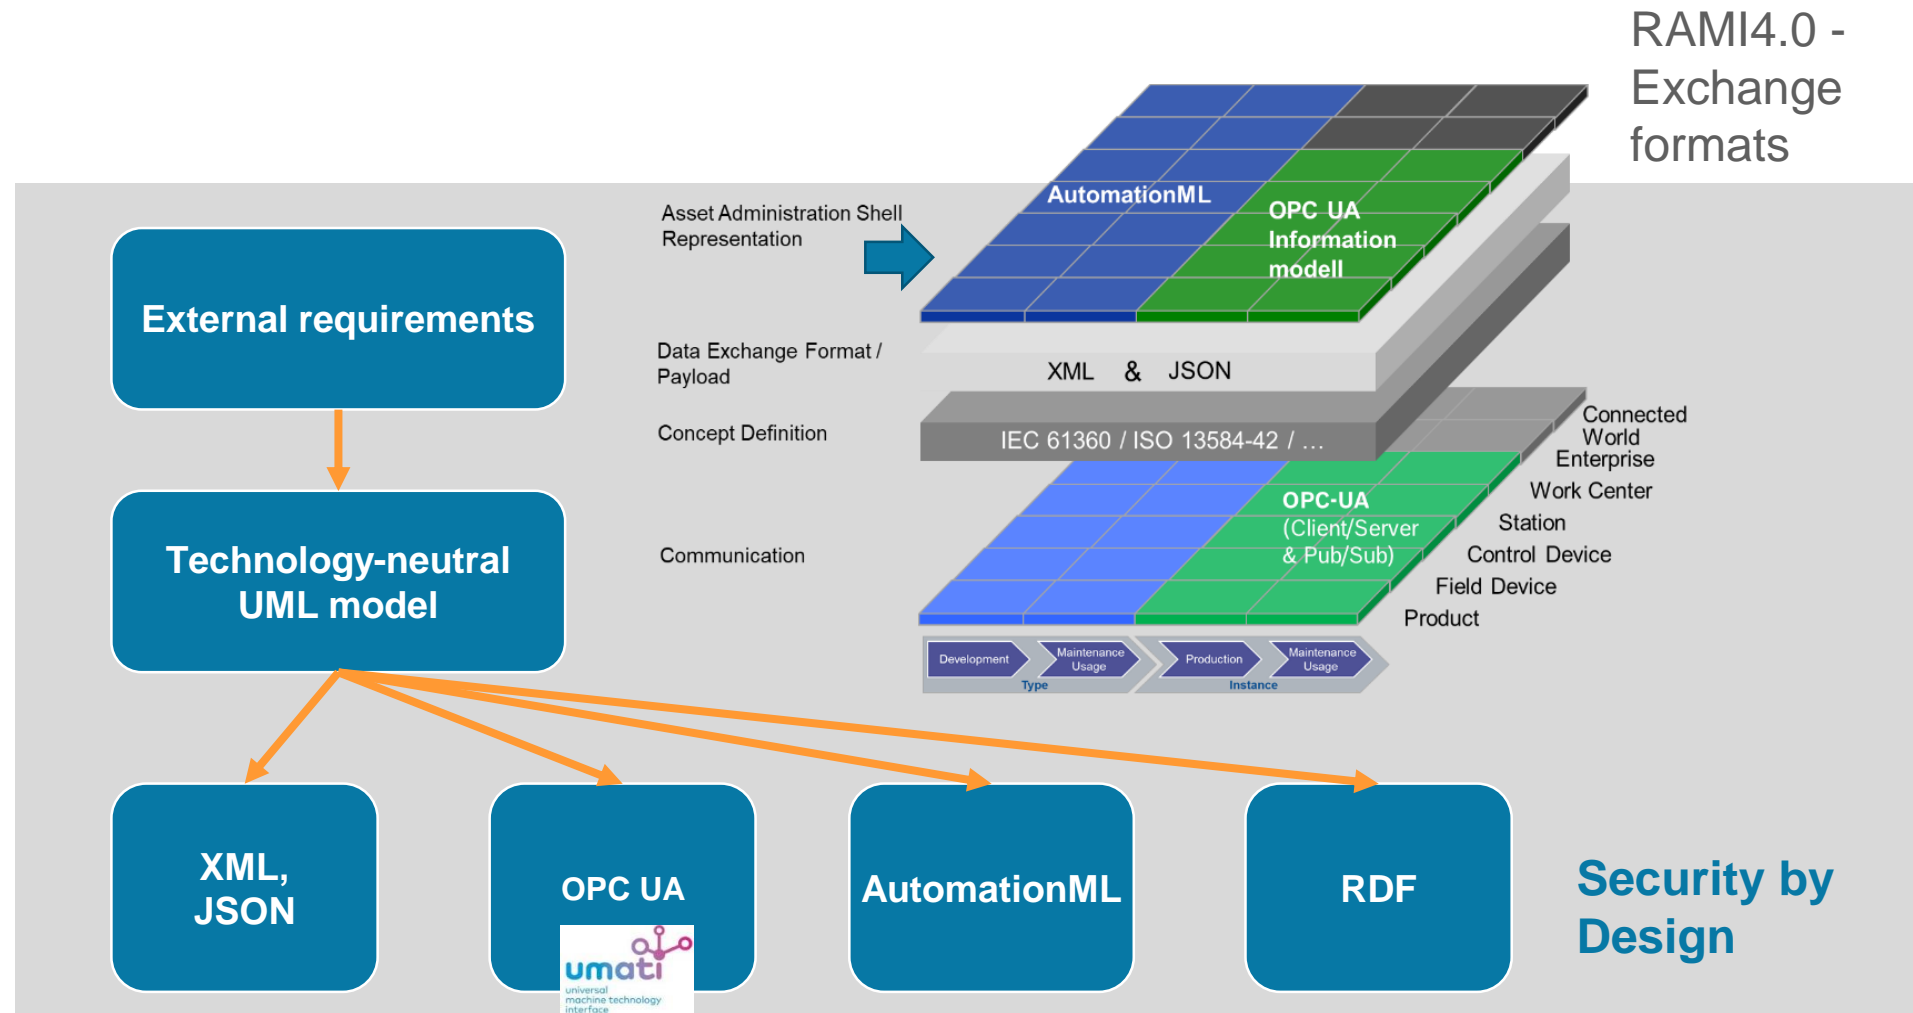 RAMI4.0 -
Exchange
formats
External requirements
Technology-neutral
UML model
XML,
JSON
OPC UA
umati
universal
machine technology
interface
AutomationML
RDF
Security by
Design
Asset Administration Shell
Representation
Data Exchange Format /
Payload
Concept Definition
Communication
AutomationML
OPC UA
Information
modell
XML & JSON
IEC 61360 / ISO 13584-42 / …
OPC-UA
(Client/Server
& Pub/Sub)
Connected
World
Enterprise
Work Center
Station
Control Device
Field Device
Product
Development
Maintenance
Usage
Production
Maintenance
Usage
Type
Instance